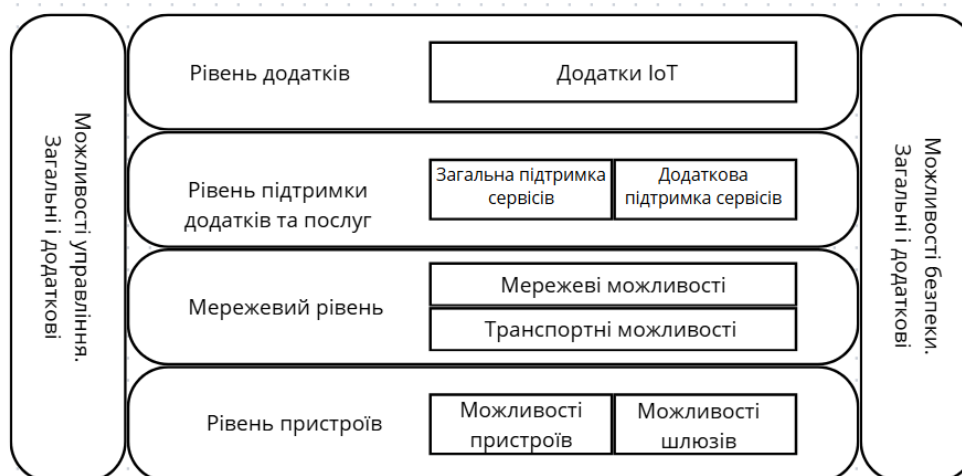 Можливості управління.
Загальні і додаткові
Рівень додатків
Додатки IoT
Рівень підтримки
додатків та послуг
Загальна підтримка
сервісів
Додаткова
підтримка сервісів
Мережевий рівень
Мережеві можливості
Транспортні можливості
Рівень пристроїв
Можливості
пристроїв
Можливості
шлюзів
Можливості безпеки.
Загальні і додаткові